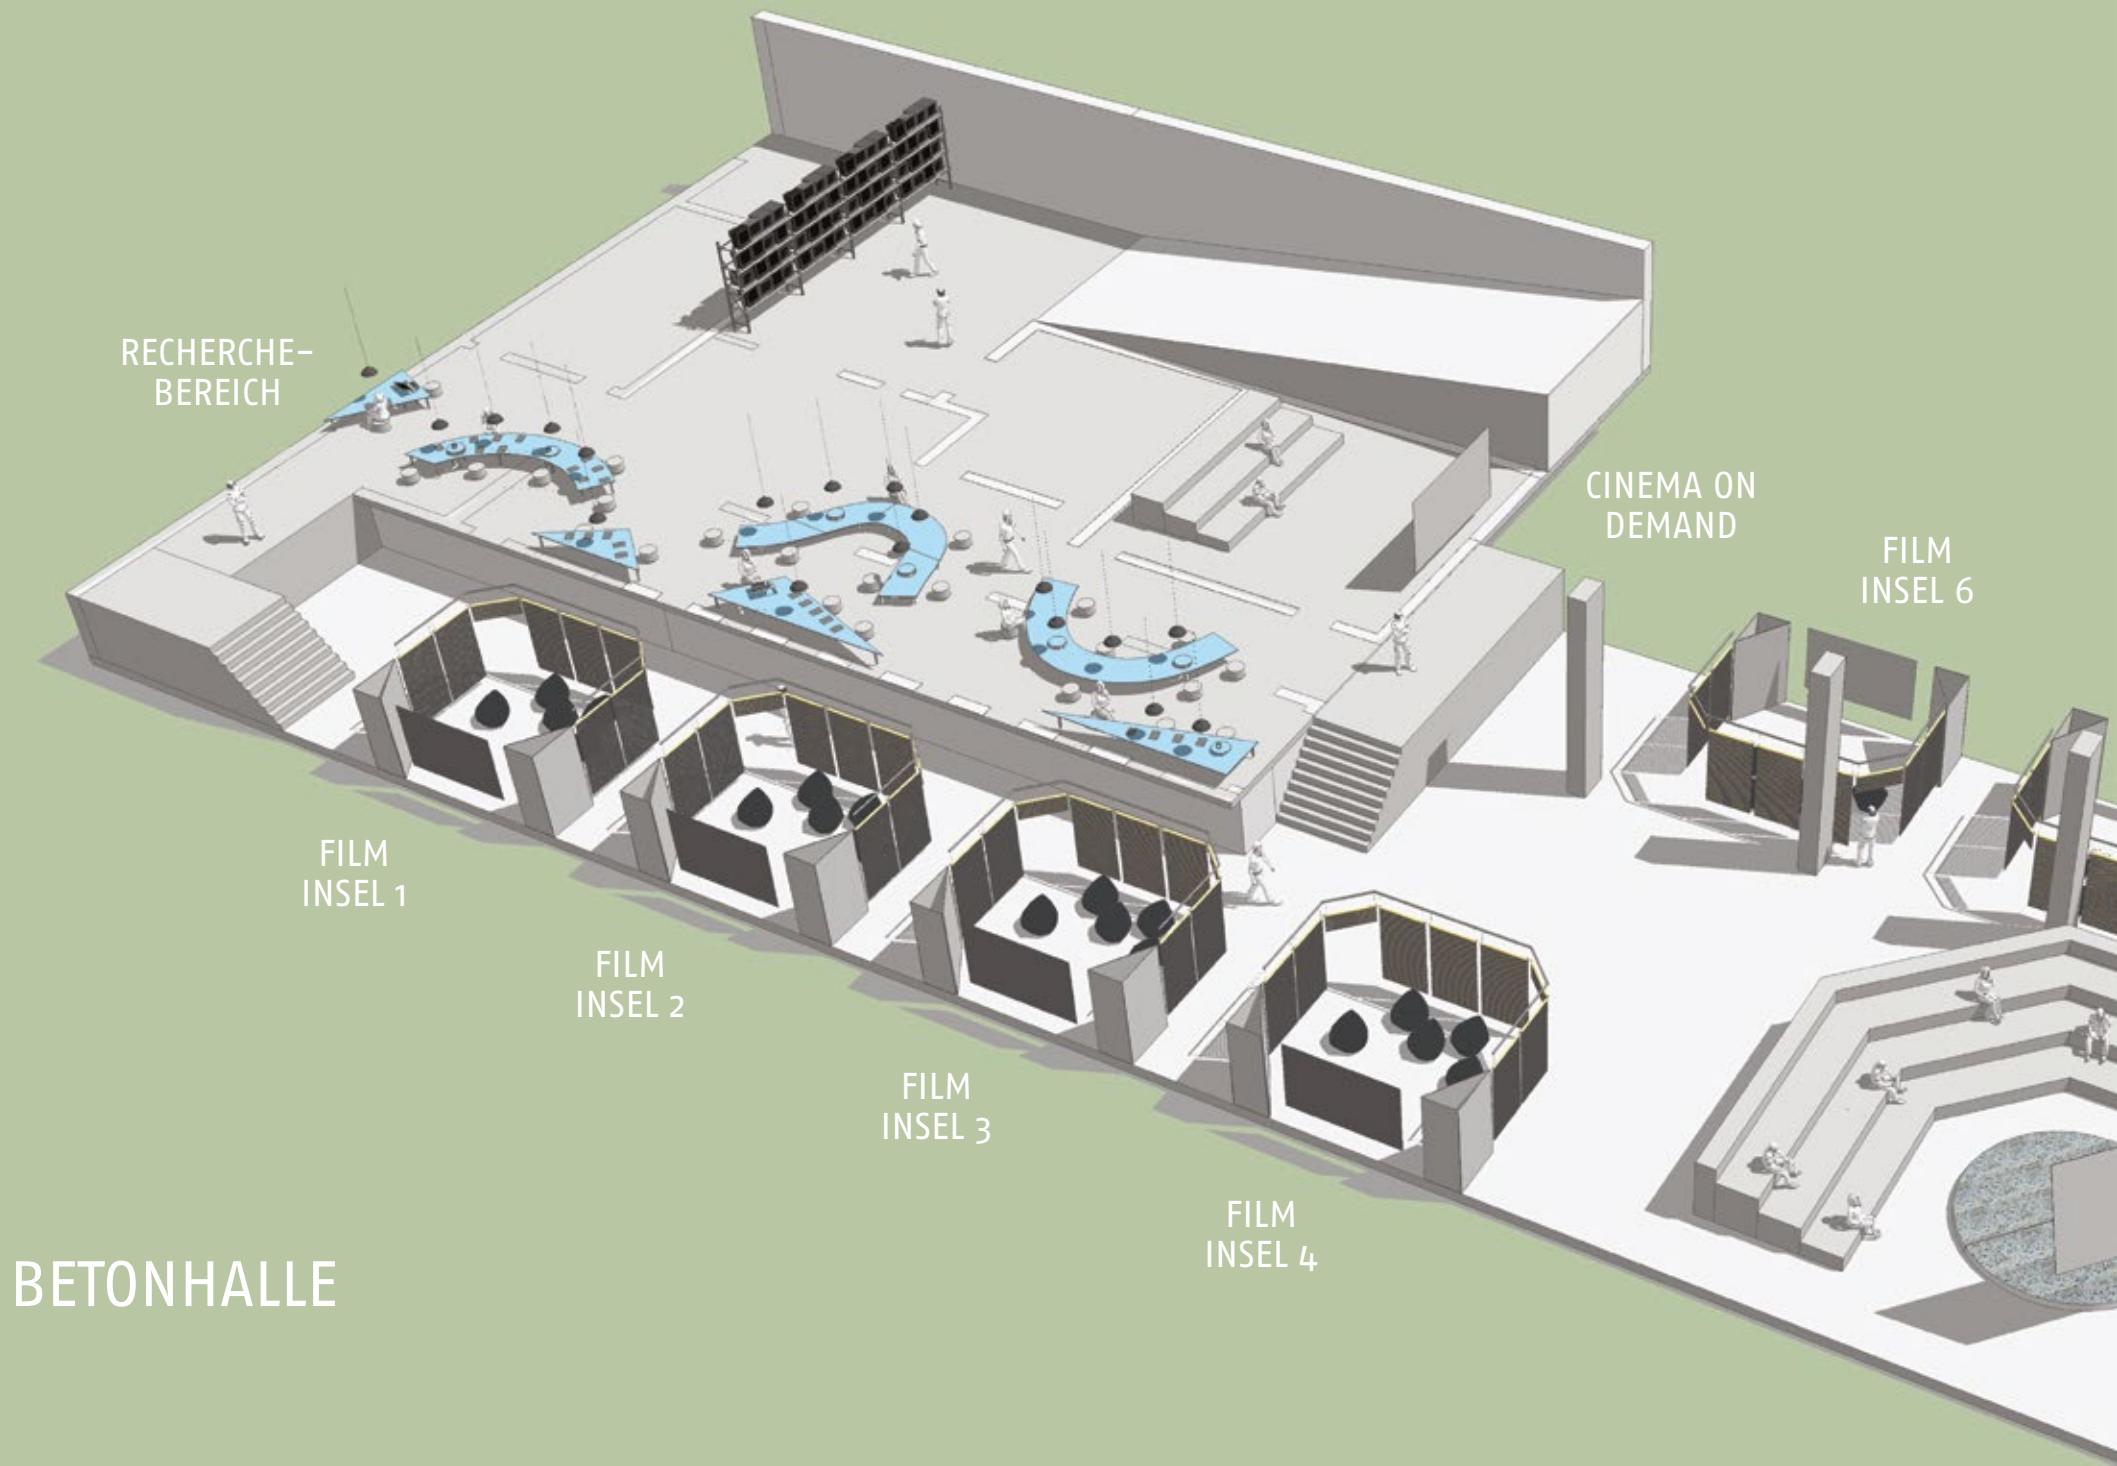 RECHERCHE–
BEREICH
CINEMA ON
DEMAND
FILM
INSEL 6
FILM
INSEL 1
FILM
INSEL 2
FILM
INSEL 3
FILM
INSEL 4
BETONHALLE